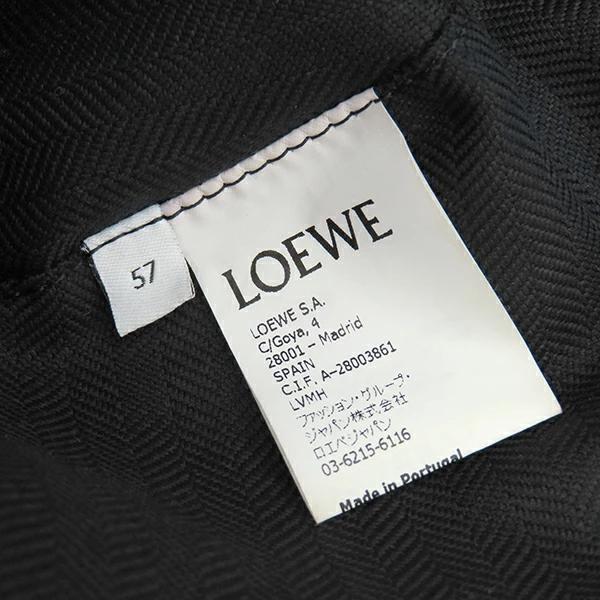 57
LOEWE
LOEWE S.A.
C/Goya, 4
28001 – Madrid
SPAIN
C.I.F. A-28003861
LVMH
ファッション・グループ・
ジャパン株式会社
ロエベジャパン
03-6215-6116
Made in Portugal